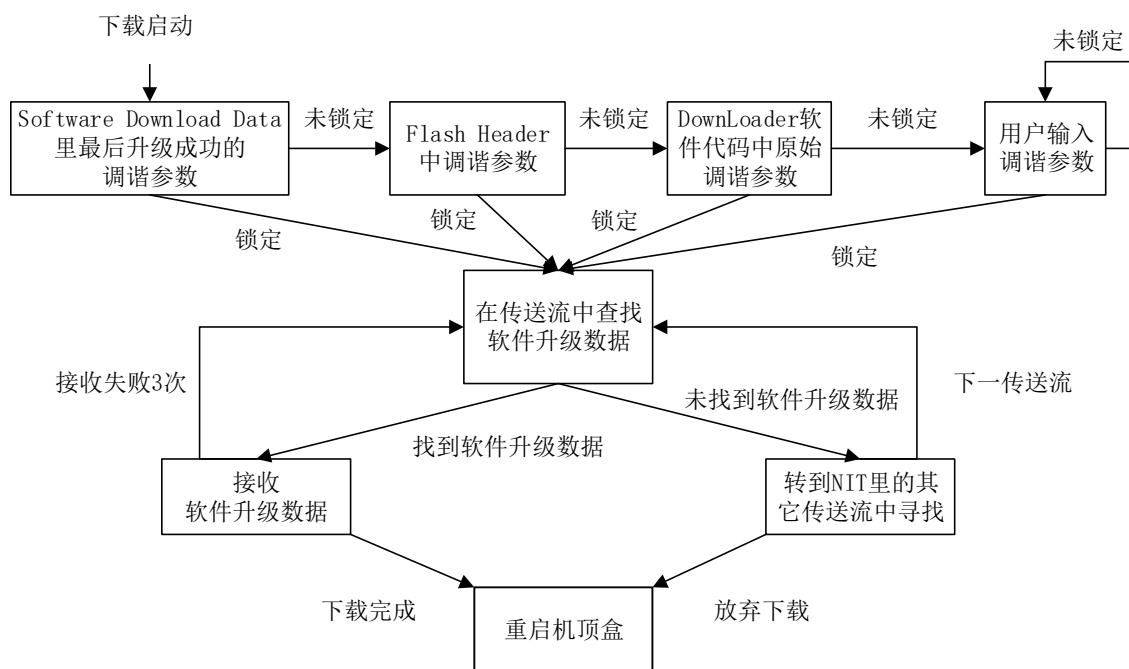 下载启动
未锁定
Software Download Data
里最后升级成功的
调谐参数
未锁定
Flash Header
中调谐参数
未锁定
DownLoader软
件代码中原始
调谐参数
未锁定
用户输入
调谐参数
锁定
锁定
锁定
锁定
在传送流中查找
软件升级数据
接收失败3次
下一传送流
未找到软件升级数据
找到软件升级数据
接收
软件升级数据
转到NIT里的其
它传送流中寻找
下载完成
放弃下载
重启机顶盒